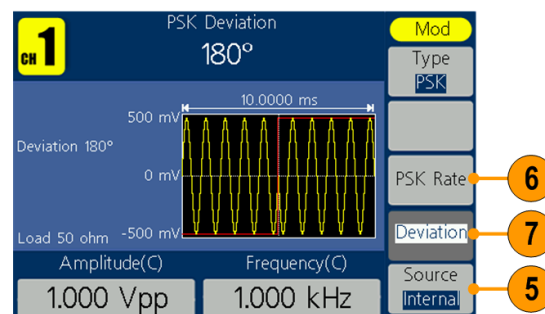 PSK Deviation
180°
CH 1
Mod
Type
PSK
10.0000 ms
500 mV
Deviation 180°
0 mV
Load 50 ohm
-500 mV
PSK Rate
6
Deviation
7
Source
Internal
5
Amplitude(C)
Frequency(C)
1.000 Vpp
1.000 kHz